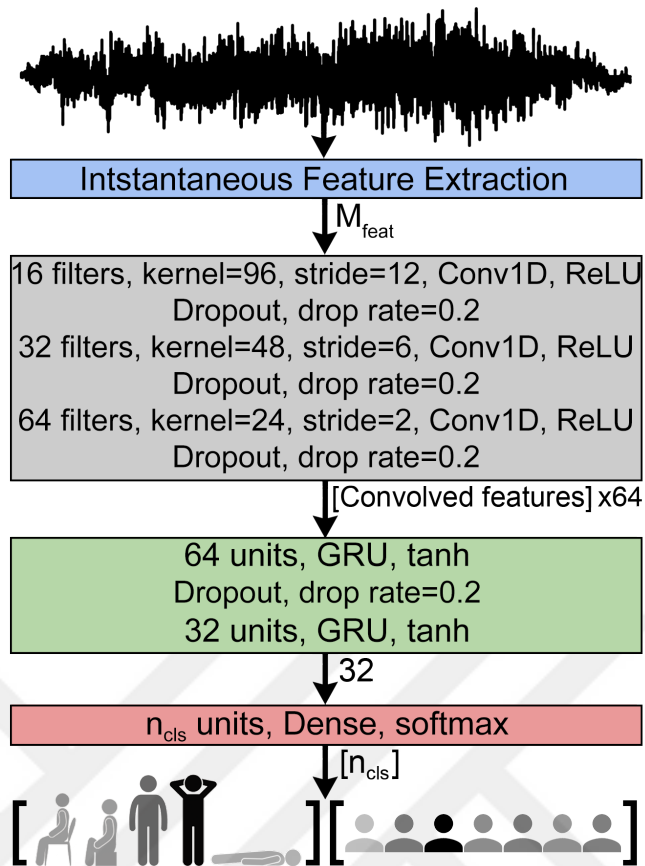 Intstantaneous Feature Extraction
M_feat
16 filters, kernel=96, stride=12, Conv1D, ReLU
Dropout, drop rate=0.2
32 filters, kernel=48, stride=6, Conv1D, ReLU
Dropout, drop rate=0.2
64 filters, kernel=24, stride=2, Conv1D, ReLU
Dropout, drop rate=0.2
[Convolved features] x64
64 units, GRU, tanh
Dropout, drop rate=0.2
32 units, GRU, tanh
32
n_cls units, Dense, softmax
[n_cls]